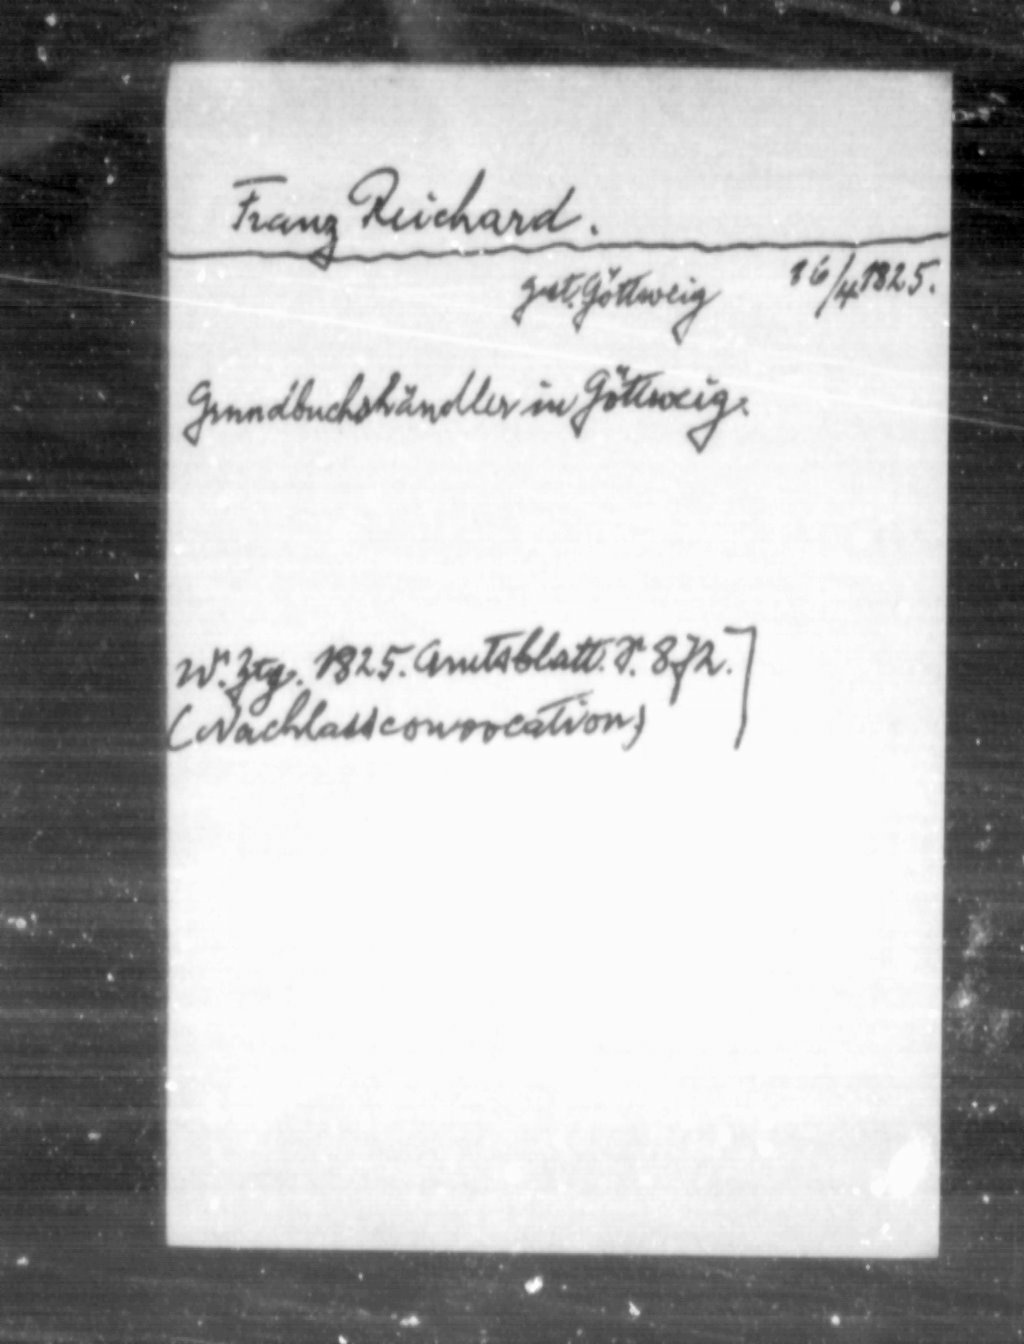 Franz Reichard.
gest. Göttweig 16/4 1825.
Grundbuchshändler in Göttweig.
W. Ztg. 1825. Amtsblatt. S. 872.]
(Nachlassconvocation)